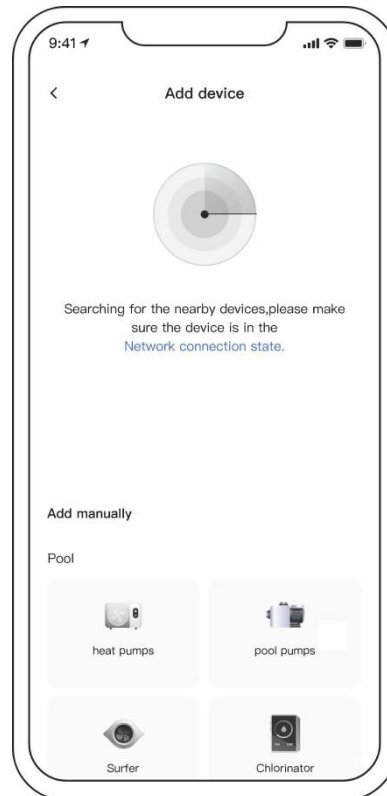 9:41
Add device
Searching for the nearby devices,please make
sure the device is in the
Network connection state.
Add manually
Pool
heat pumps
pool pumps
Surfer
Chlorinator